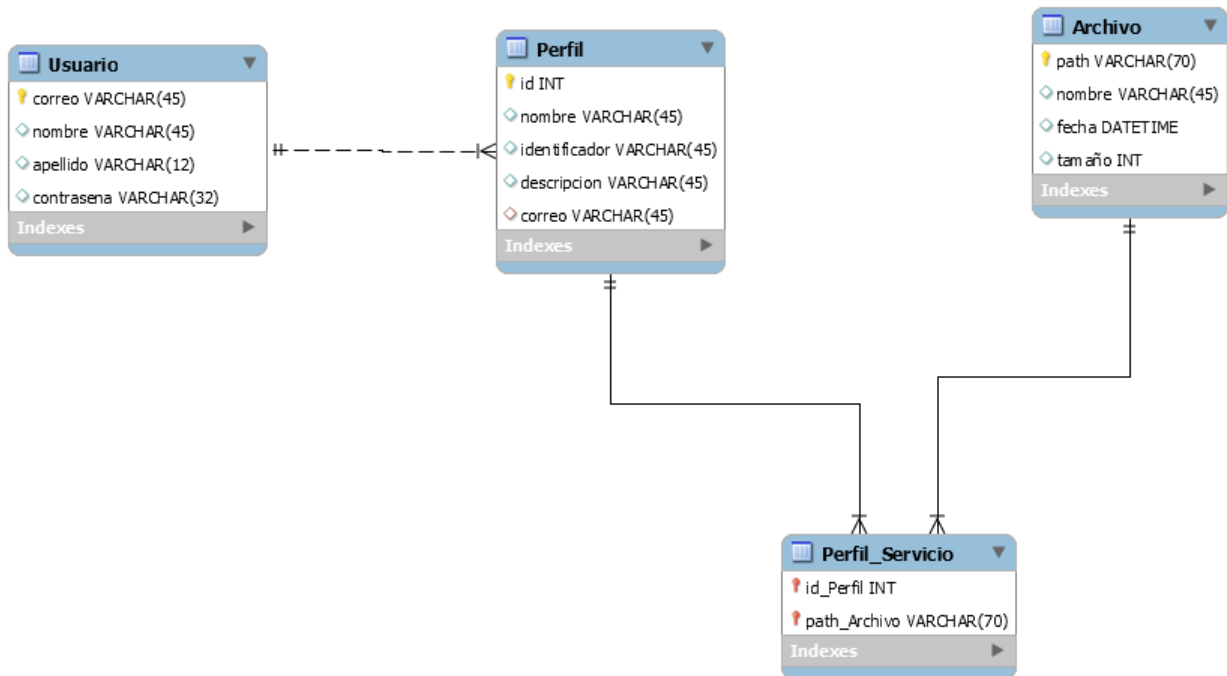 Usuario
correo VARCHAR(45)
nombre VARCHAR(45)
apellido VARCHAR(12)
contrasena VARCHAR(32)
Indexes
Perfil
id INT
nombre VARCHAR(45)
identificador VARCHAR(45)
descripcion VARCHAR(45)
correo VARCHAR(45)
Indexes
Archivo
path VARCHAR(70)
nombre VARCHAR(45)
fecha DATETIME
tamaño INT
Indexes
Perfil_Servicio
id_Perfil INT
path_Archivo VARCHAR(70)
Indexes